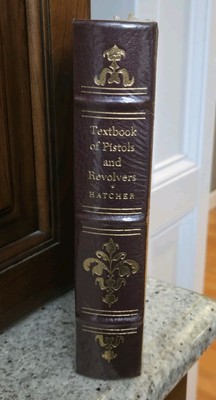 Textbook
of Pistols
and
Revolvers
HATCHER